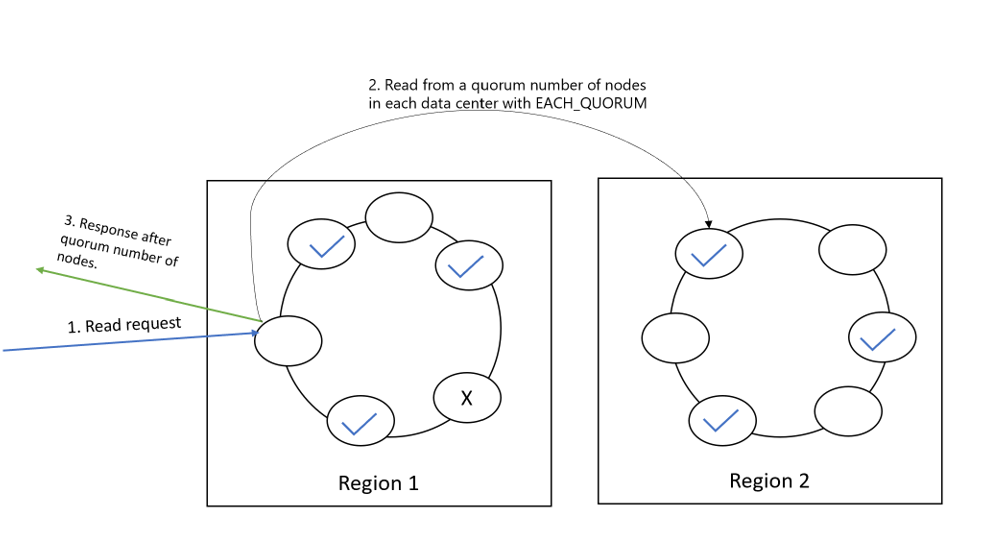 2. Read from a quorum number of nodes
in each data center with EACH_QUORUM
3. Response after
quorum number of
nodes.
1. Read request
X
Region 1
Region 2